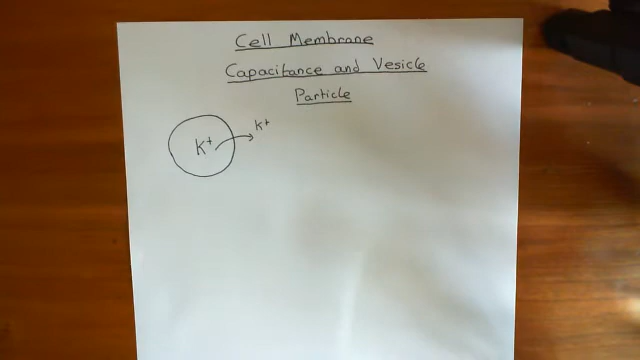 Cell Membrane
Capacitance and Vesicle
Particle
K+
K+